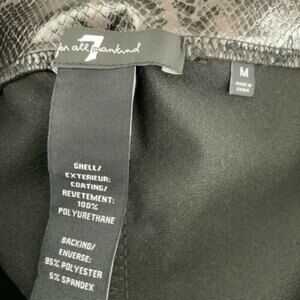 7
for all mankind
M
MADE IN
CHINA
SHELL/
EXTERIEUR:
COATING/
REVETEMENT:
100%
POLYURETHANE
BACKING/
ENVERSE:
95% POLYESTER
5% SPANDEX